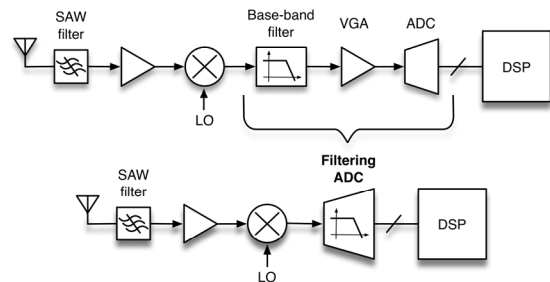 SAW
filter
Base-band
filter
VGA
ADC
DSP
LO
Filtering
ADC
SAW
filter
DSP
LO